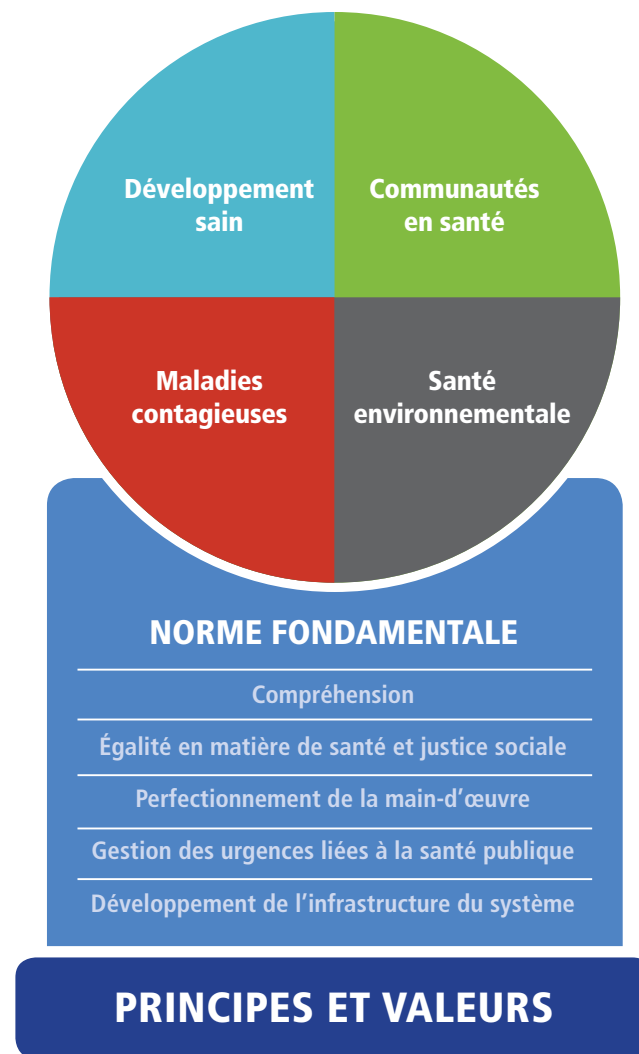 Développement
sain
Communautés
en santé
Maladies
contagieuses
Santé
environnementale
NORME FONDAMENTALE
Compréhension
Égalité en matière de santé et justice sociale
Perfectionnement de la main-d’œuvre
Gestion des urgences liées à la santé publique
Développement de l’infrastructure du système
PRINCIPES ET VALEURS